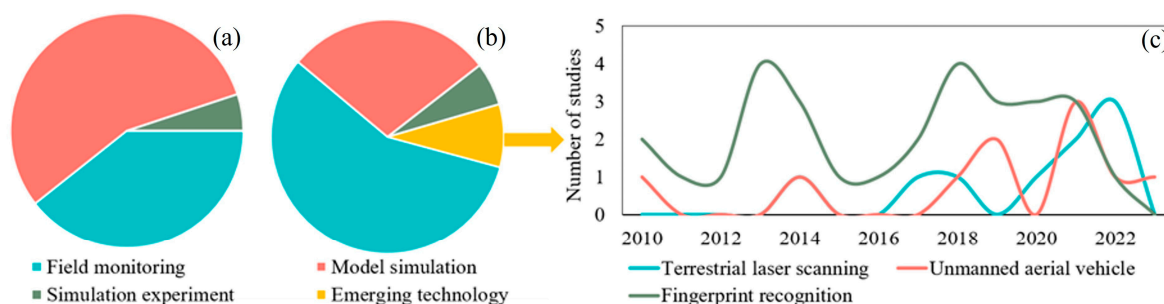 (a)
(b)
(c)
Field monitoring
Model simulation
Simulation experiment
Emerging technology
Number of studies
5
4
3
2
1
0
2010 2012 2014 2016 2018 2020 2022
Terrestrial laser scanning
Unmanned aerial vehicle
Fingerprint recognition